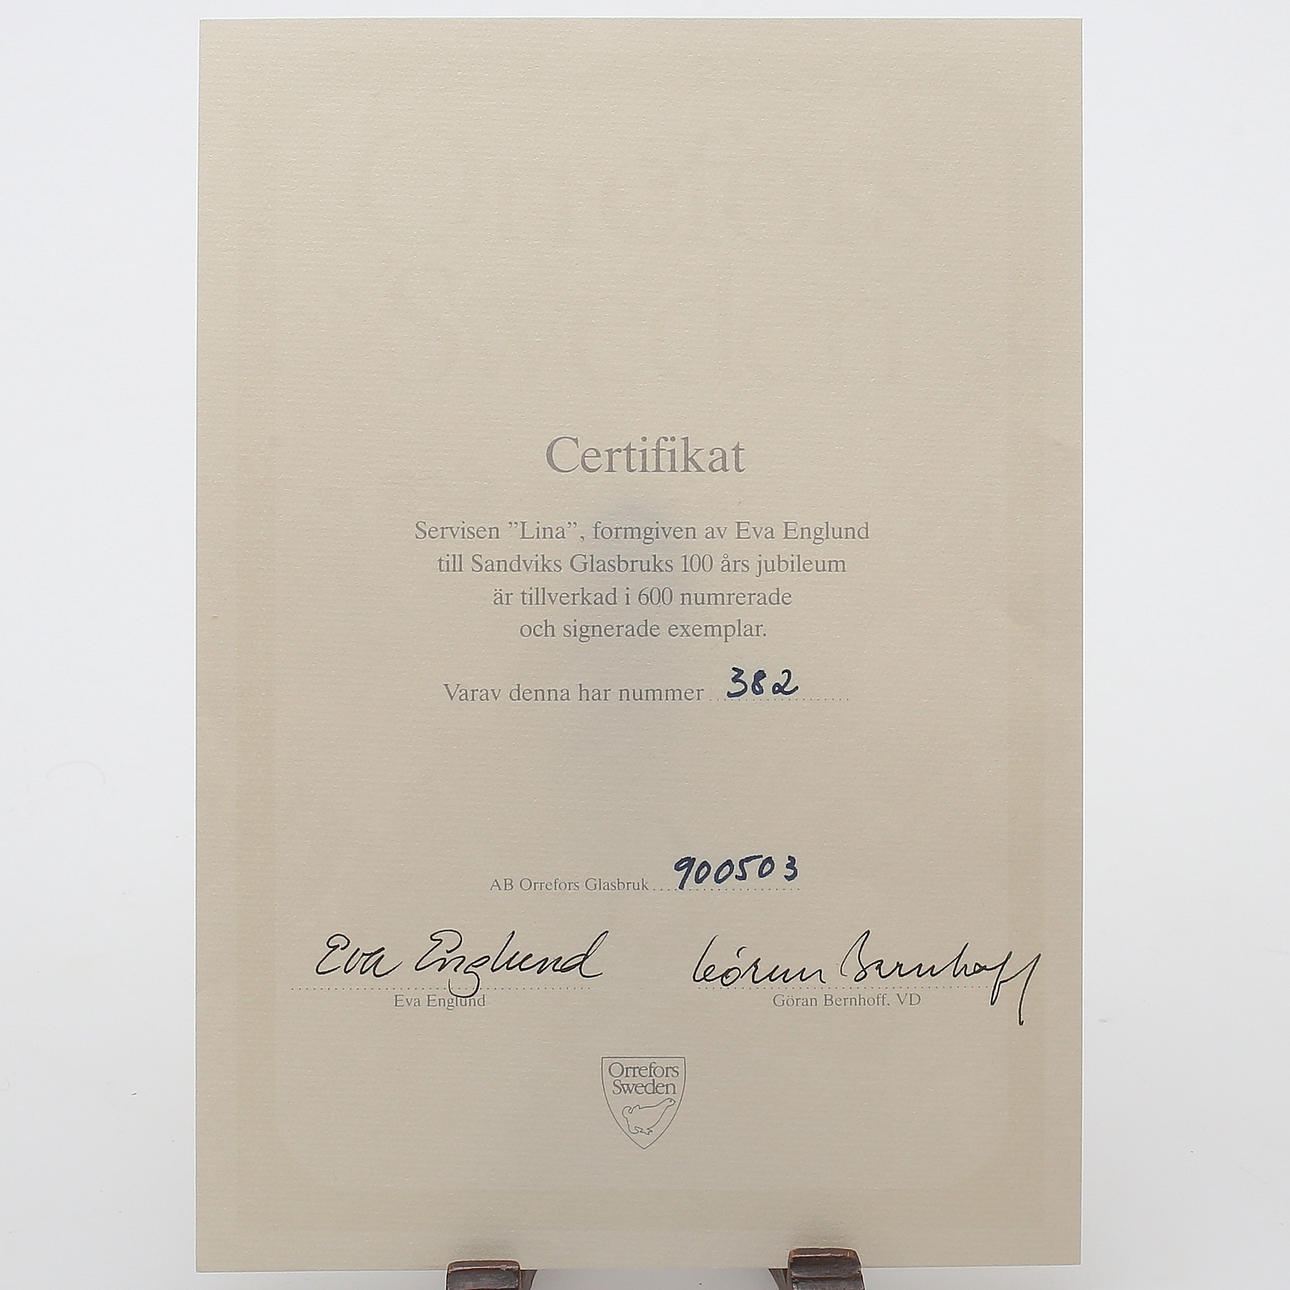 Certifikat
Servisen ”Lina”, formgiven av Eva Englund
till Sandviks Glasbruks 100 års jubileum
är tillverkad i 600 numrerade
och signerade exemplar.
Varav denna har nummer 382
AB Orrefors Glasbruk 900503
Eva Englund Göran Bernhoff
Eva Englund Göran Bernhoff. VD
Orrefors
Sweden